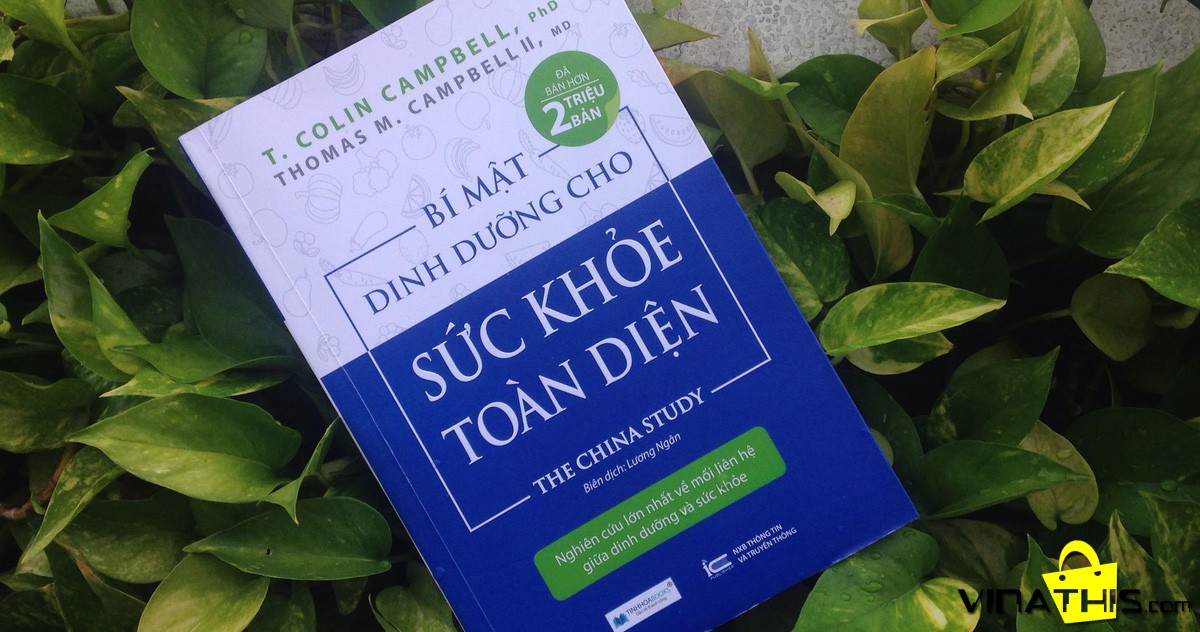 T. COLIN CAMPBELL, PhD
THOMAS M. CAMPBELL II, MD
ĐÃ
BÁN HƠN
2 TRIỆU
BẢN
BÍ MẬT
DINH DƯỠNG CHO
SỨC KHỎE
TOÀN DIỆN
THE CHINA STUDY
Biên dịch: Lương Ngân
Nghiên cứu lớn nhất về mối liên hệ
giữa dinh dưỡng và sức khỏe
TINHHOABOOKS
NXB THÔNG TIN
VÀ TRUYỀN THÔNG
VINATHIS.com